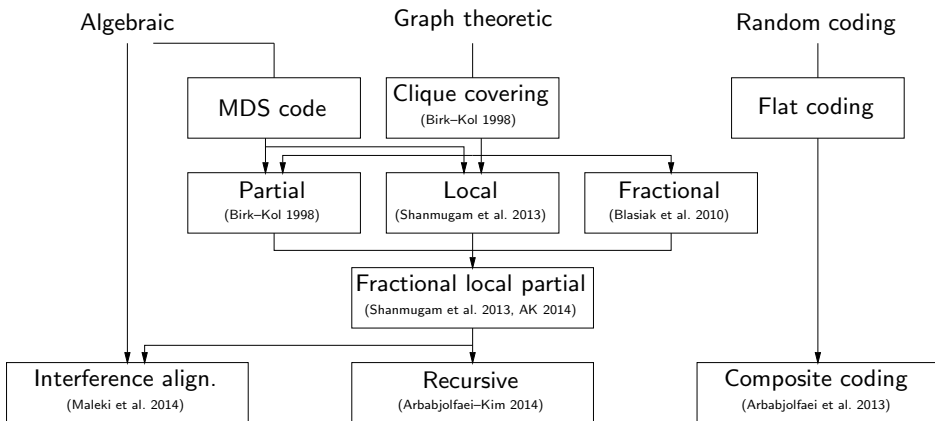 Algebraic
Graph theoretic
Random coding
MDS code
Clique covering
(Birk–Kol 1998)
Flat coding
Partial
(Birk–Kol 1998)
Local
(Shanmugam et al. 2013)
Fractional
(Blasiak et al. 2010)
Fractional local partial
(Shanmugam et al. 2013, AK 2014)
Interference align.
(Maleki et al. 2014)
Recursive
(Arbabjolfaei–Kim 2014)
Composite coding
(Arbabjolfaei et al. 2013)